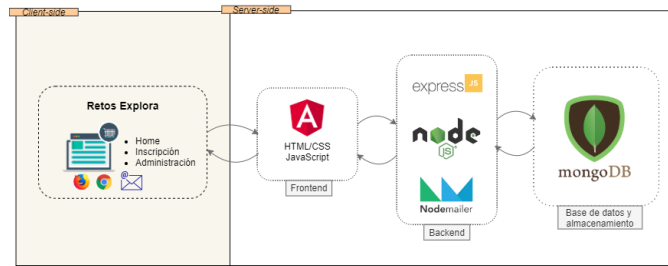 Client-side
Server-side
Retos Explora
• Home
• Inscripción
• Administración
@
A
HTML/CSS
JavaScript
Frontend
express JS
node
JS
Nodemailer
Backend
mongoDB
Base de datos y
almacenamiento